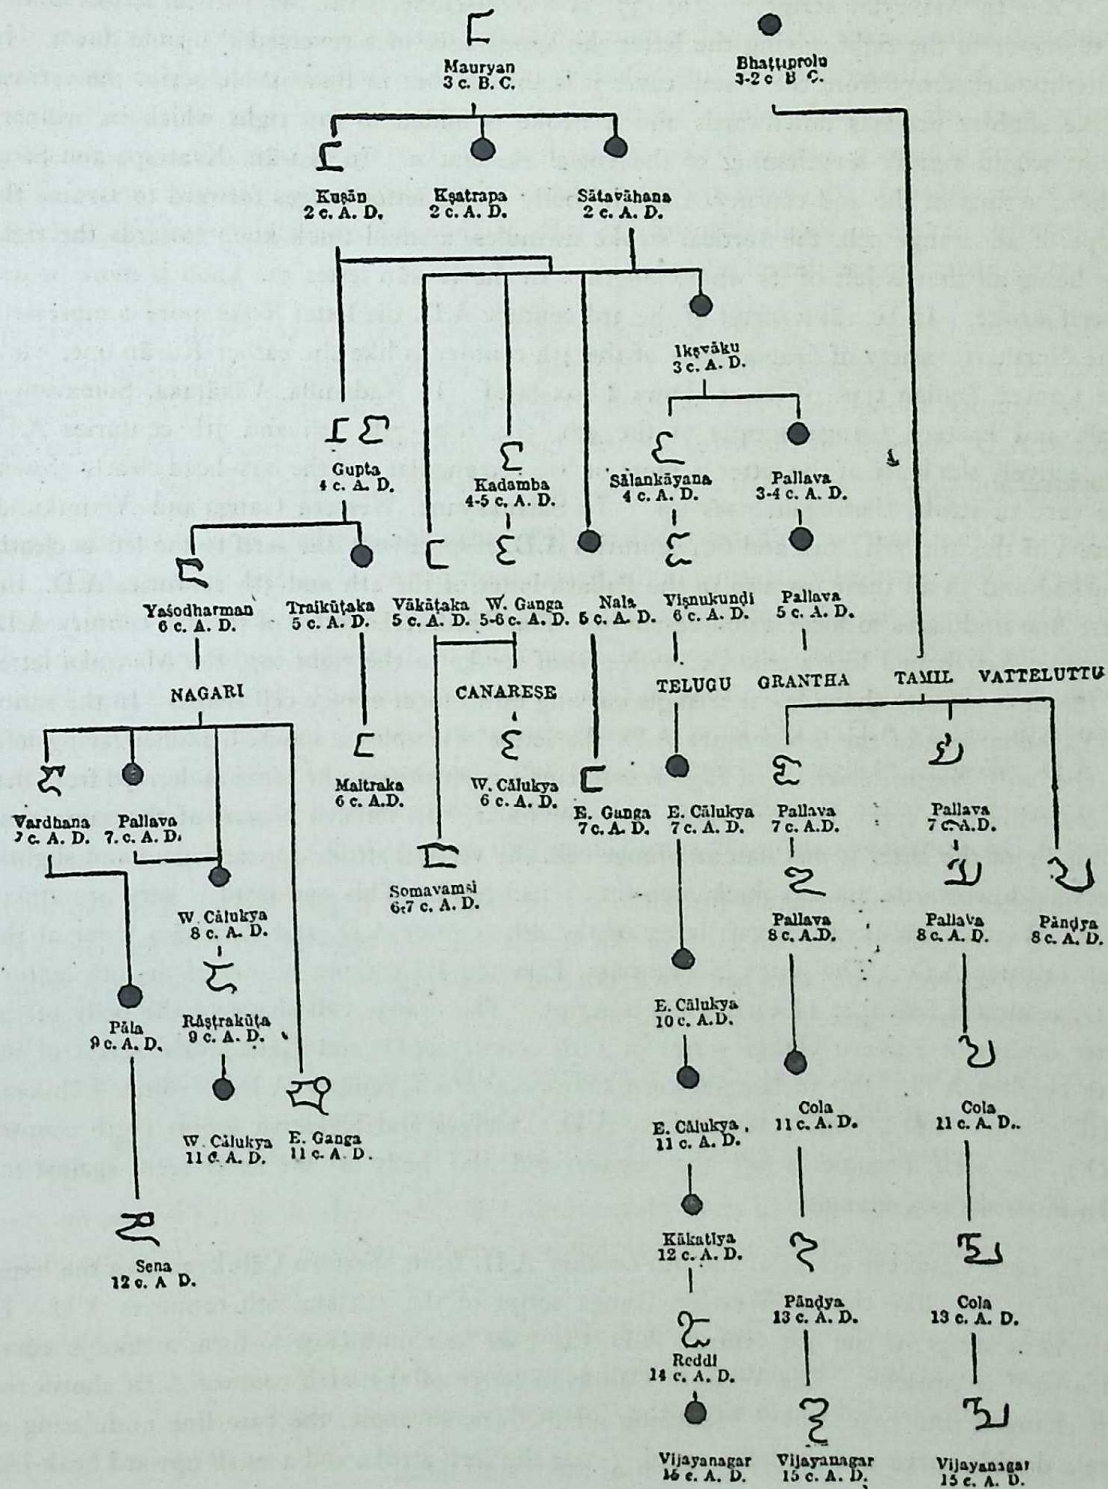 Mauryan
3 c. B. C.
Bhaṭṭiprolu
3-2 c B C.
Kuṣān
2 c. A. D.
Kṣatrapa
2 c. A. D.
Sātavāhana
2 c. A. D.
Ikṣvāku
3 c. A. D.
Gupta
4 c. A. D.
Kadamba
4-5 c. A. D.
Sālankāyana
4 c. A. D.
Pallava
3-4 c. A. D.
Yaśodharman
6 c. A. D.
Traikūṭaka
5 c. A. D.
Vākāṭaka
5 c. A. D.
W. Ganga
5-6 c. A. D.
Nala
5 c. A. D.
Viṣnukundi
6 c. A. D.
Pallava
5 c. A. D.
NAGARI
CANARESE
TELUGU
GRANTHA
TAMIL
VATTELUTTU
Vardhana
7 c. A. D.
Pallava
7 c. A. D.
Maitraka
6 c. A.D.
W. Cālukya
6 c. A. D.
E. Ganga
7 c. A. D.
E. Cālukya
7 c. A. D.
Pallava
7 c. A. D.
Pallava
7 c. A.D.
Somavamsi
6-7 c. A. D.
W. Cālukya
8 c. A. D.
Pallava
8 c. A.D.
Pallava
8 c. A. D.
Pāndya
8 c. A. D.
Pāla
9 c. A. D.
Rāṣtrakūṭa
9 c. A. D.
E. Cālukya
10 c. A.D.
W. Cālukya
11 c. A. D.
E. Ganga
11 c. A. D.
E. Cālukya
11 c. A. D.
Cola
11 c. A. D.
Cola
11 c. A. D..
Sena
12 c. A D.
Kākatīya
12 c. A. D.
Pāndya
13 c. A. D.
Cola
13 c. A. D.
Reddi
14 c. A. D.
Vijayanagar
Vijayanagar
15 c. A. D.
Vijayanagar
15 c. A. D.